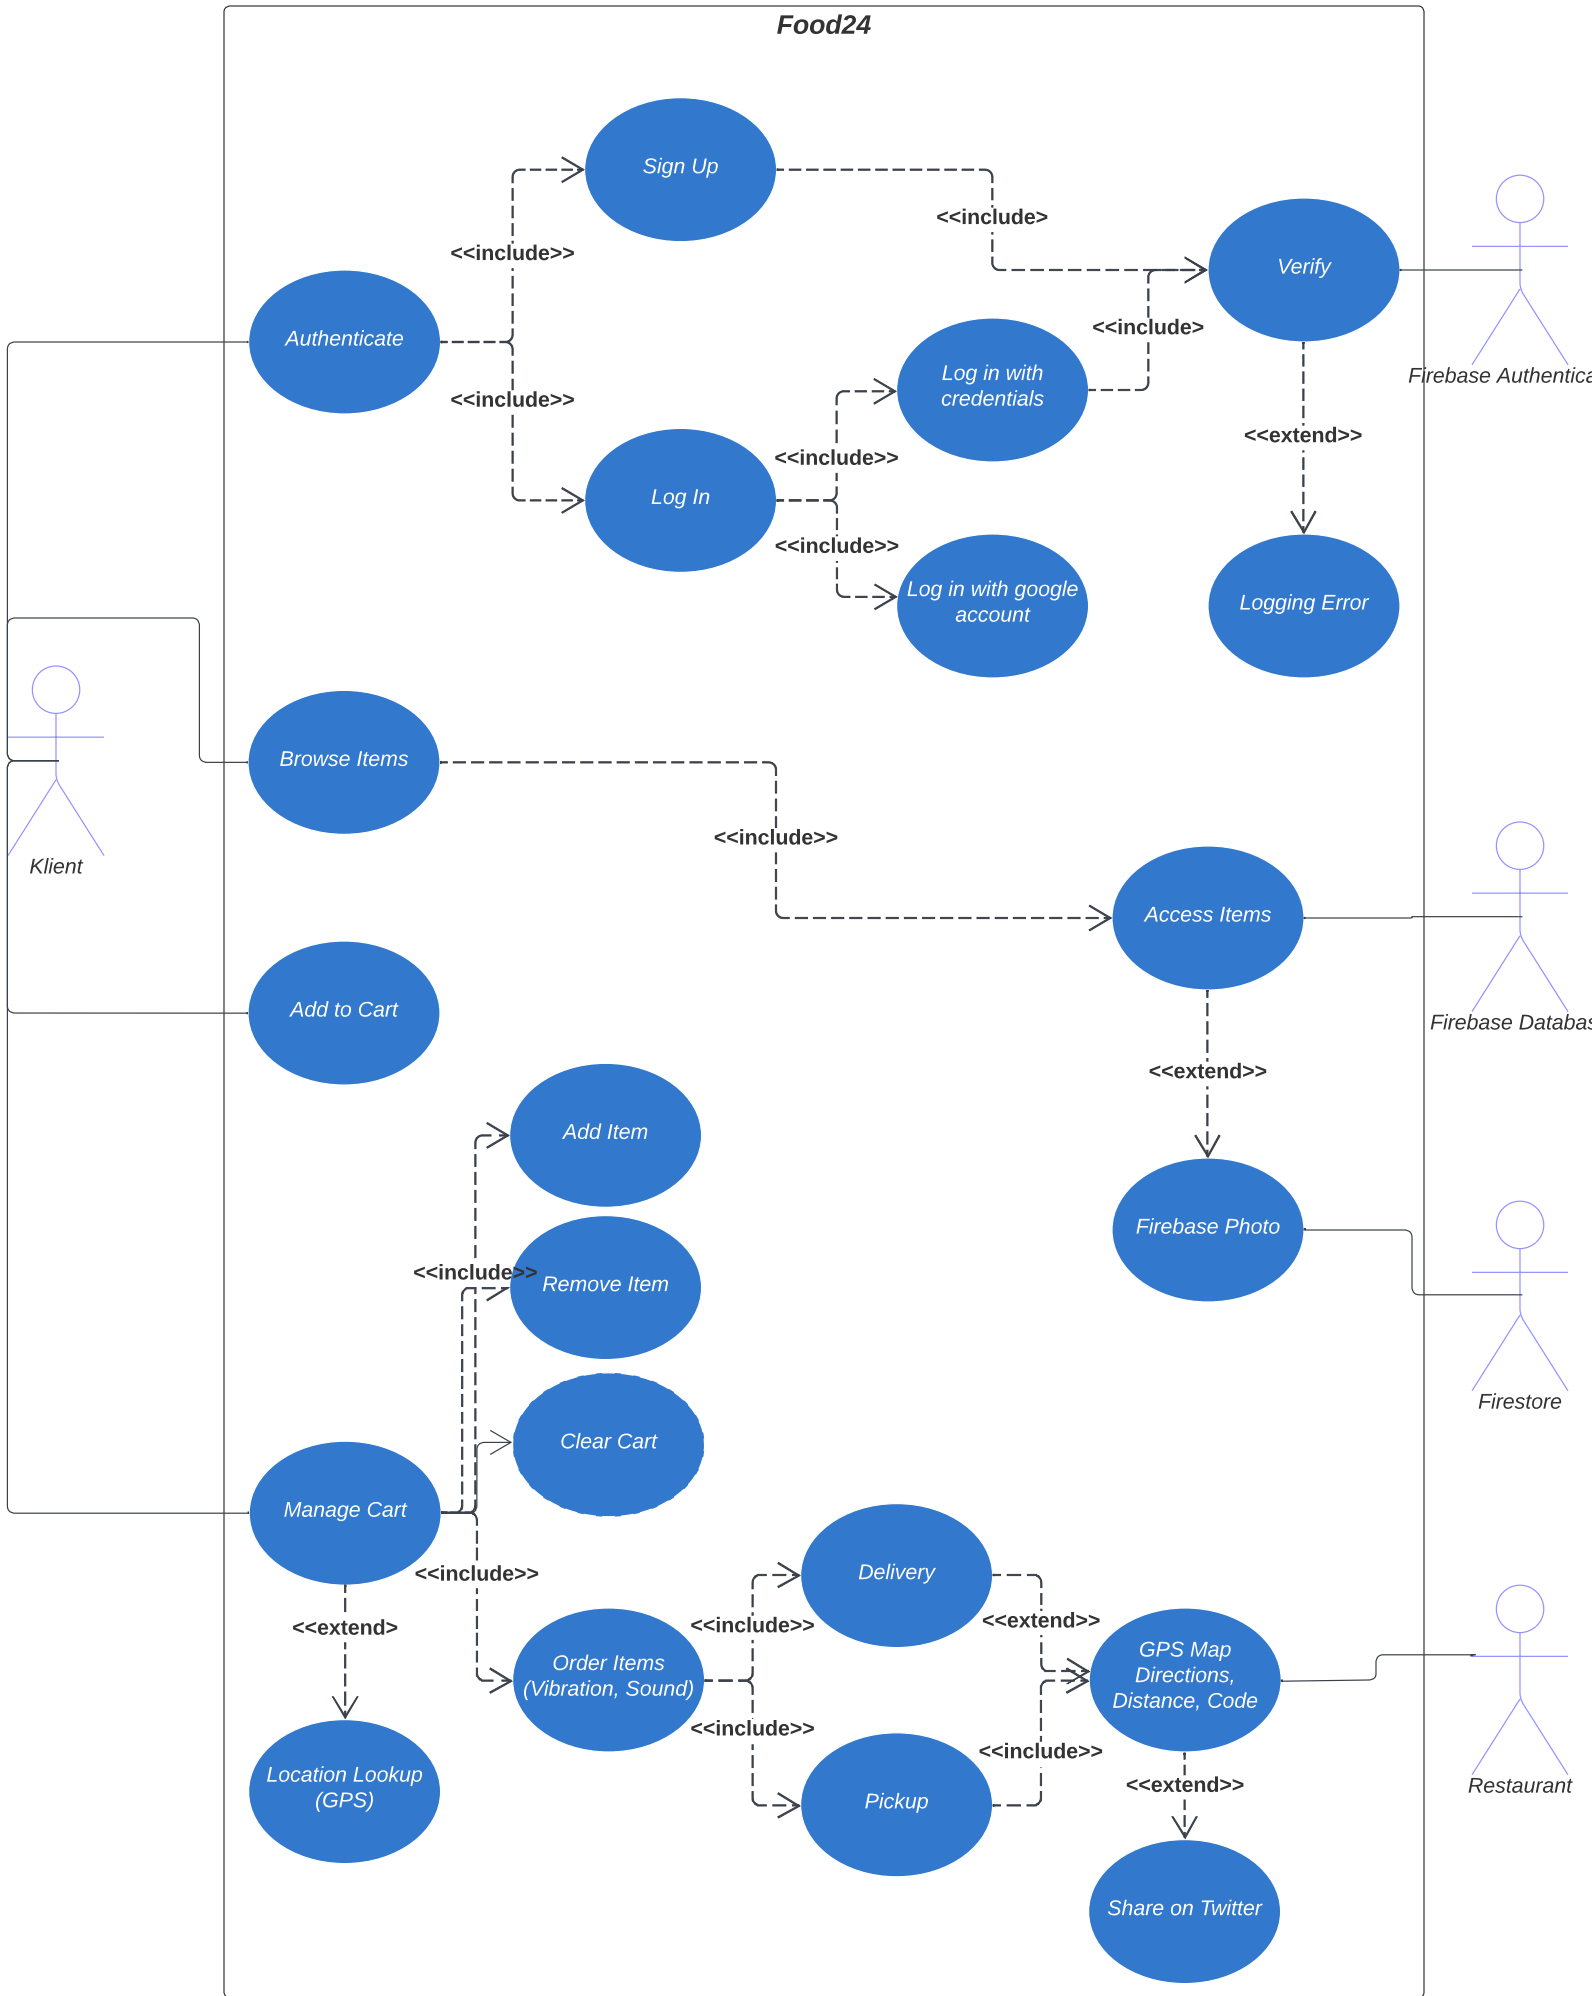 Food24
Sign Up
<<include>
Verify
<<include>>
Authenticate
<<include>
Log in with
credentials
Firebase Authentica
<<include>>
<<extend>>
<<include>>
Log In
<<include>>
Log in with google
account
Logging Error
Browse Items
<<include>>
Klient
Access Items
Add to Cart
Firebase Databas
<<extend>>
Add Item
Firebase Photo
<<include>>
Remove Item
Firestore
Clear Cart
Manage Cart
<<include>>
Delivery
<<extend>
<<include>>
<<extend>>
Order Items
(Vibration, Sound)
GPS Map
Directions,
Distance, Code
<<include>>
<<include>>
Location Lookup
(GPS)
Pickup
<<extend>>
Restaurant
Share on Twitter